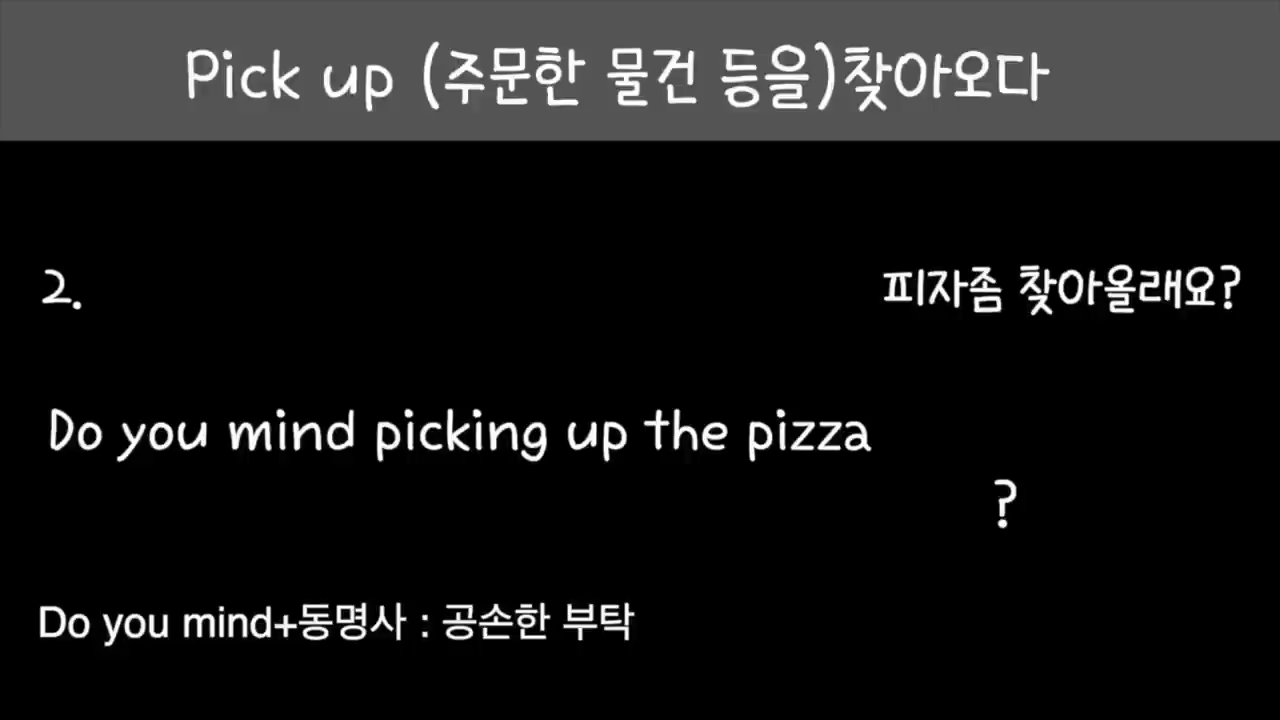 Pick up (주문한 물건 등을)찾아오다
2. 피자좀 찾아올래요?
Do you mind picking up the pizza
?
Do you mind+동명사 : 공손한 부탁